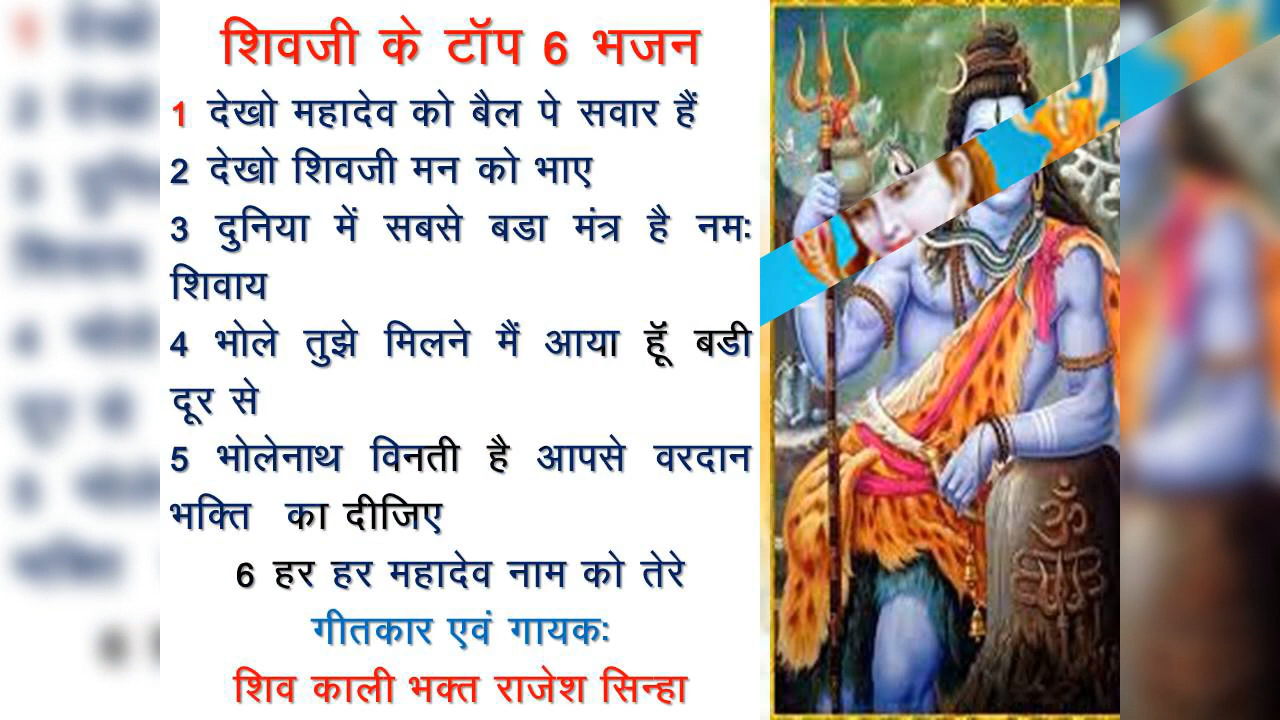 शिवजी के टॉप 6 भजन
1 देखो महादेव को बैल पे सवार हैं
2 देखो शिवजी मन को भाए
3 दुनिया में सबसे बडा मंत्र है नमः
शिवाय
4 भोले तुझे मिलने मैं आया हूॅ बडी
दूर से
5 भोलेनाथ विनती है आपसे वरदान
भक्ति का दीजिए
6 हर हर महादेव नाम को तेरे
गीतकार एवं गायकः
शिव काली भक्त राजेश सिन्हा
ॐ